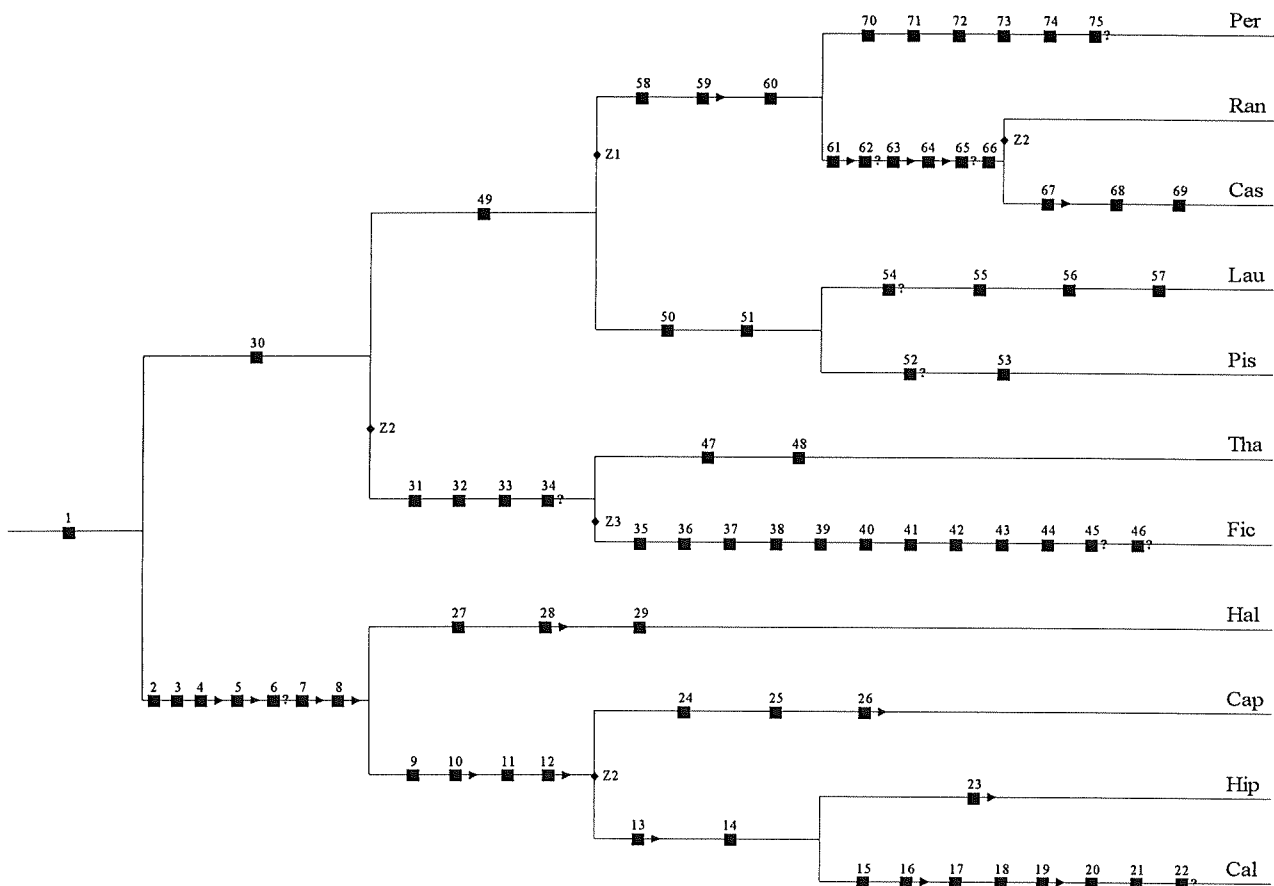 70 71 72 73 74 75 ? Per
58 59 60
Ran
Z2
Z1
61 62 ? 63 64 65 ? 66
67 68 69 Cas
49
54 ? 55 56 57 Lau
50 51
30
52 ? 53 Pis
Z2
47 48 Tha
31 32 33 34 ?
1
Z3
35 36 37 38 39 40 41 42 43 44 45 ? 46 ? Fic
27 28 29 Hal
2 3 4 5 6 ? 7 8
24 25 26 Cap
9 10 11 12
Z2
23 Hip
13 14
15 16 17 18 19 20 21 22 ? Cal